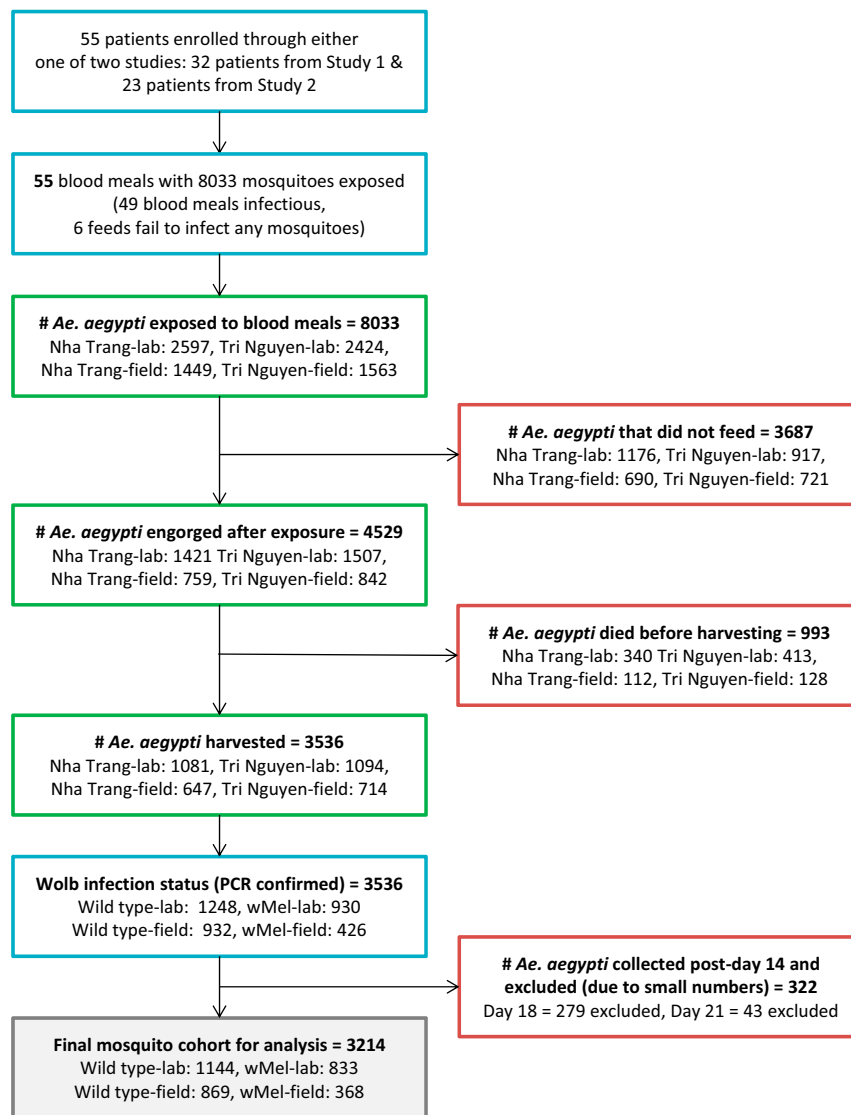 55 patients enrolled through either
one of two studies: 32 patients from Study 1 &
23 patients from Study 2
55 blood meals with 8033 mosquitoes exposed
(49 blood meals infectious,
6 feeds fail to infect any mosquitoes)
# Ae. aegypti exposed to blood meals = 8033
Nha Trang-lab: 2597, Tri Nguyen-lab: 2424,
Nha Trang-field: 1449, Tri Nguyen-field: 1563
# Ae. aegypti that did not feed = 3687
Nha Trang-lab: 1176, Tri Nguyen-lab: 917,
Nha Trang-field: 690, Tri Nguyen-field: 721
# Ae. aegypti engorged after exposure = 4529
Nha Trang-lab: 1421 Tri Nguyen-lab: 1507,
Nha Trang-field: 759, Tri Nguyen-field: 842
# Ae. aegypti died before harvesting = 993
Nha Trang-lab: 340 Tri Nguyen-lab: 413,
Nha Trang-field: 112, Tri Nguyen-field: 128
# Ae. aegypti harvested = 3536
Nha Trang-lab: 1081, Tri Nguyen-lab: 1094,
Nha Trang-field: 647, Tri Nguyen-field: 714
Wolb infection status (PCR confirmed) = 3536
Wild type-lab: 1248, wMel-lab: 930
Wild type-field: 932, wMel-field: 426
# Ae. aegypti collected post-day 14 and
excluded (due to small numbers) = 322
Day 18 = 279 excluded, Day 21 = 43 excluded
Final mosquito cohort for analysis = 3214
Wild type-lab: 1144, wMel-lab: 833
Wild type-field: 869, wMel-field: 368